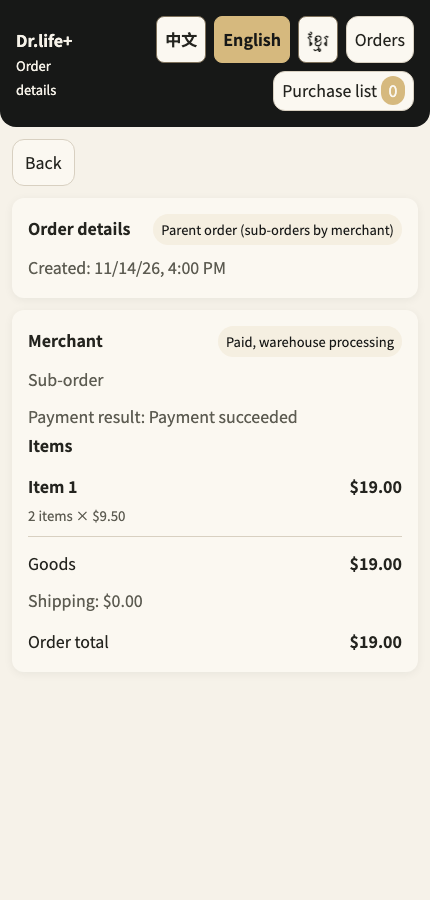 Dr.life+
Order
details
中文
English
ខ្មែរ
Orders
Purchase list 0
Back
Order details
Parent order (sub-orders by merchant)
Created: 11/14/26, 4:00 PM
Merchant
Paid, warehouse processing
Sub-order
Payment result: Payment succeeded
Items
Item 1 $19.00
2 items × $9.50
Goods $19.00
Shipping: $0.00
Order total $19.00